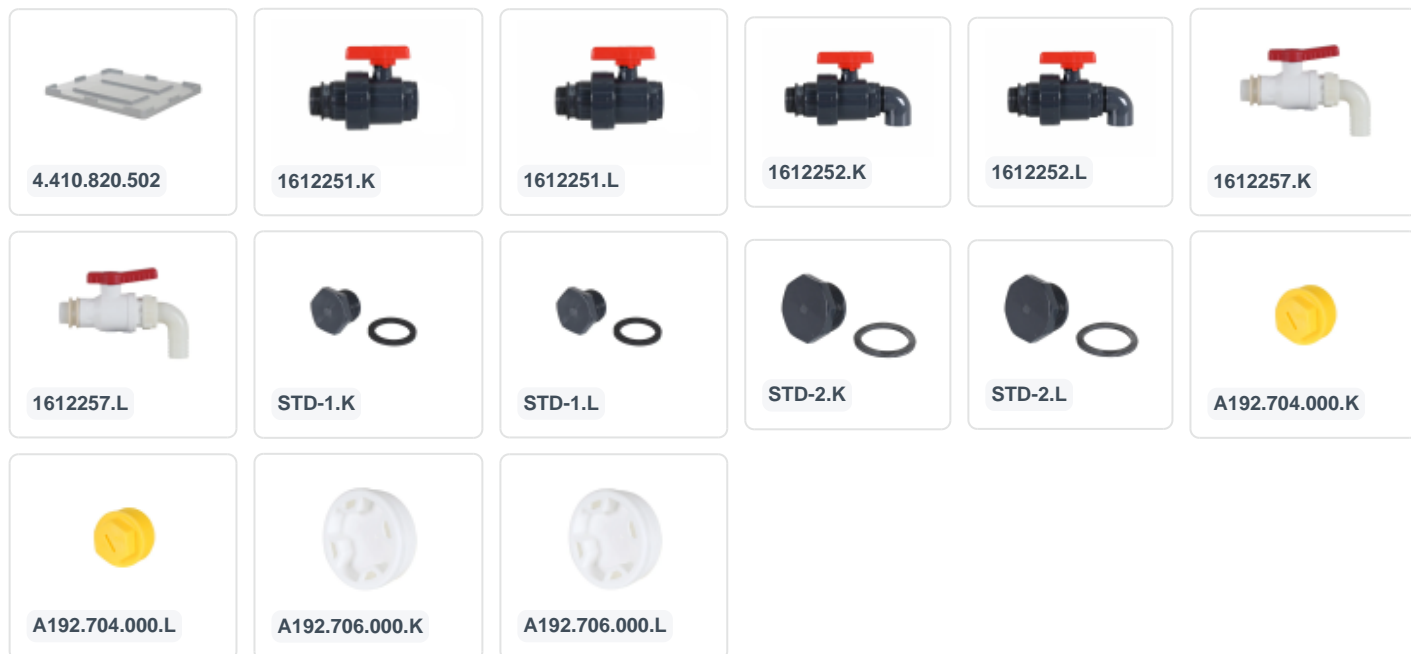 4.410.820.502
1612251.K
1612251.L
1612252.K
1612252.L
1612257.K
1612257.L
STD-1.K
STD-1.L
STD-2.K
STD-2.L
A192.704.000.K
A192.704.000.L
A192.706.000.K
A192.706.000.L